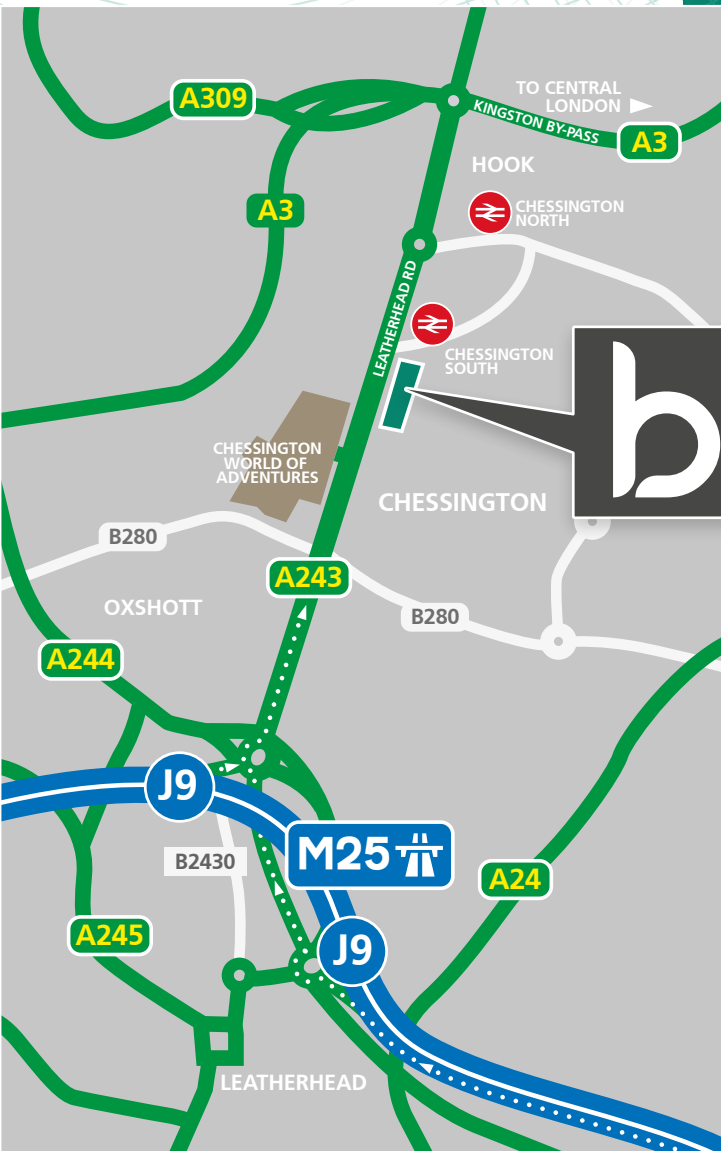 TO CENTRAL
LONDON
A309
KINGSTON BY-PASS
A3
HOOK
A3
CHESSINGTON
NORTH
LEATHERHEAD RD
CHESSINGTON
SOUTH
b
CHESSINGTON
WORLD OF
ADVENTURES
CHESSINGTON
B280
A243
OXSHOTT
B280
A244
J9
M25
B2430
A24
A245
J9
LEATHERHEAD